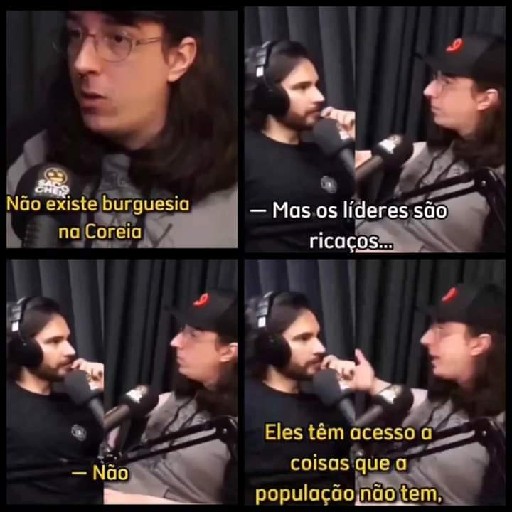 Não existe burguesia
na Coreia
— Mas os líderes são
ricaços...
— Não
Eles têm acesso a
coisas que a
população não tem,